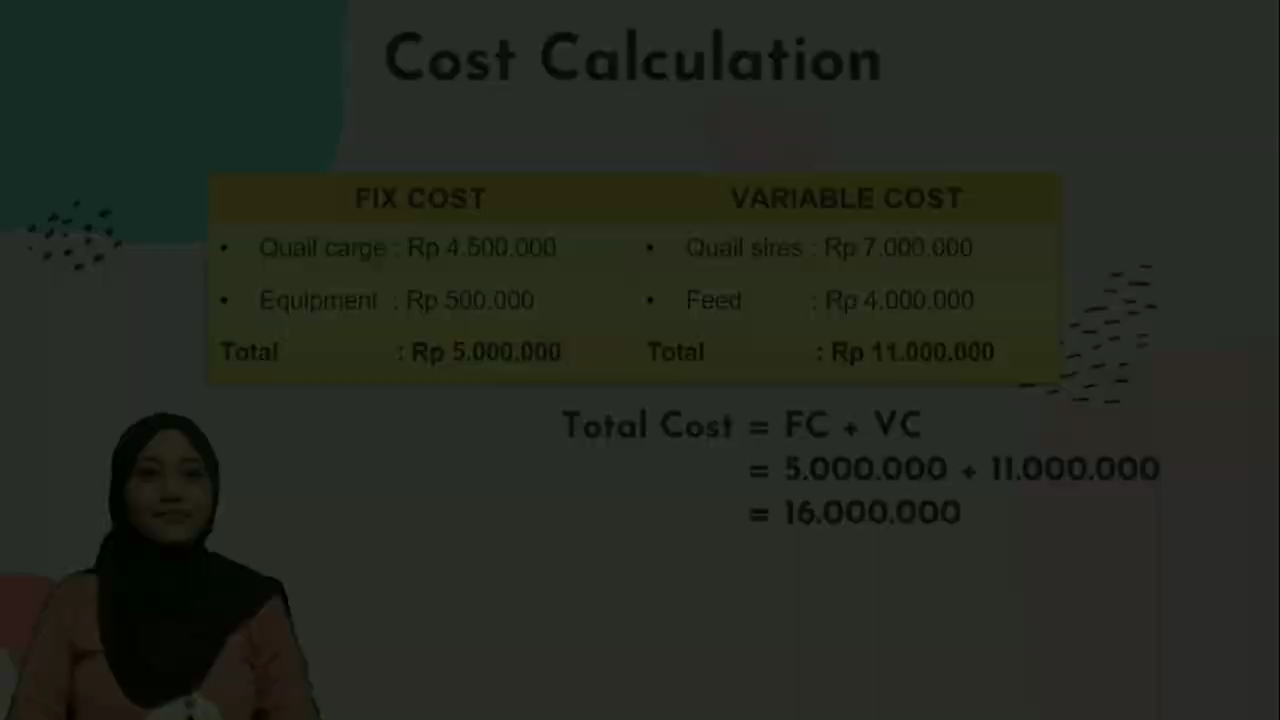 Cost Calculation
FIX COST
• Quail carge : Rp 4.500.000
• Equipment : Rp 500.000
Total : Rp 5.000.000
VARIABLE COST
• Quail sires : Rp 7.000.000
• Feed : Rp 4.000.000
Total : Rp 11.000.000
Total Cost = FC + VC
= 5.000.000 + 11.000.000
= 16.000.000